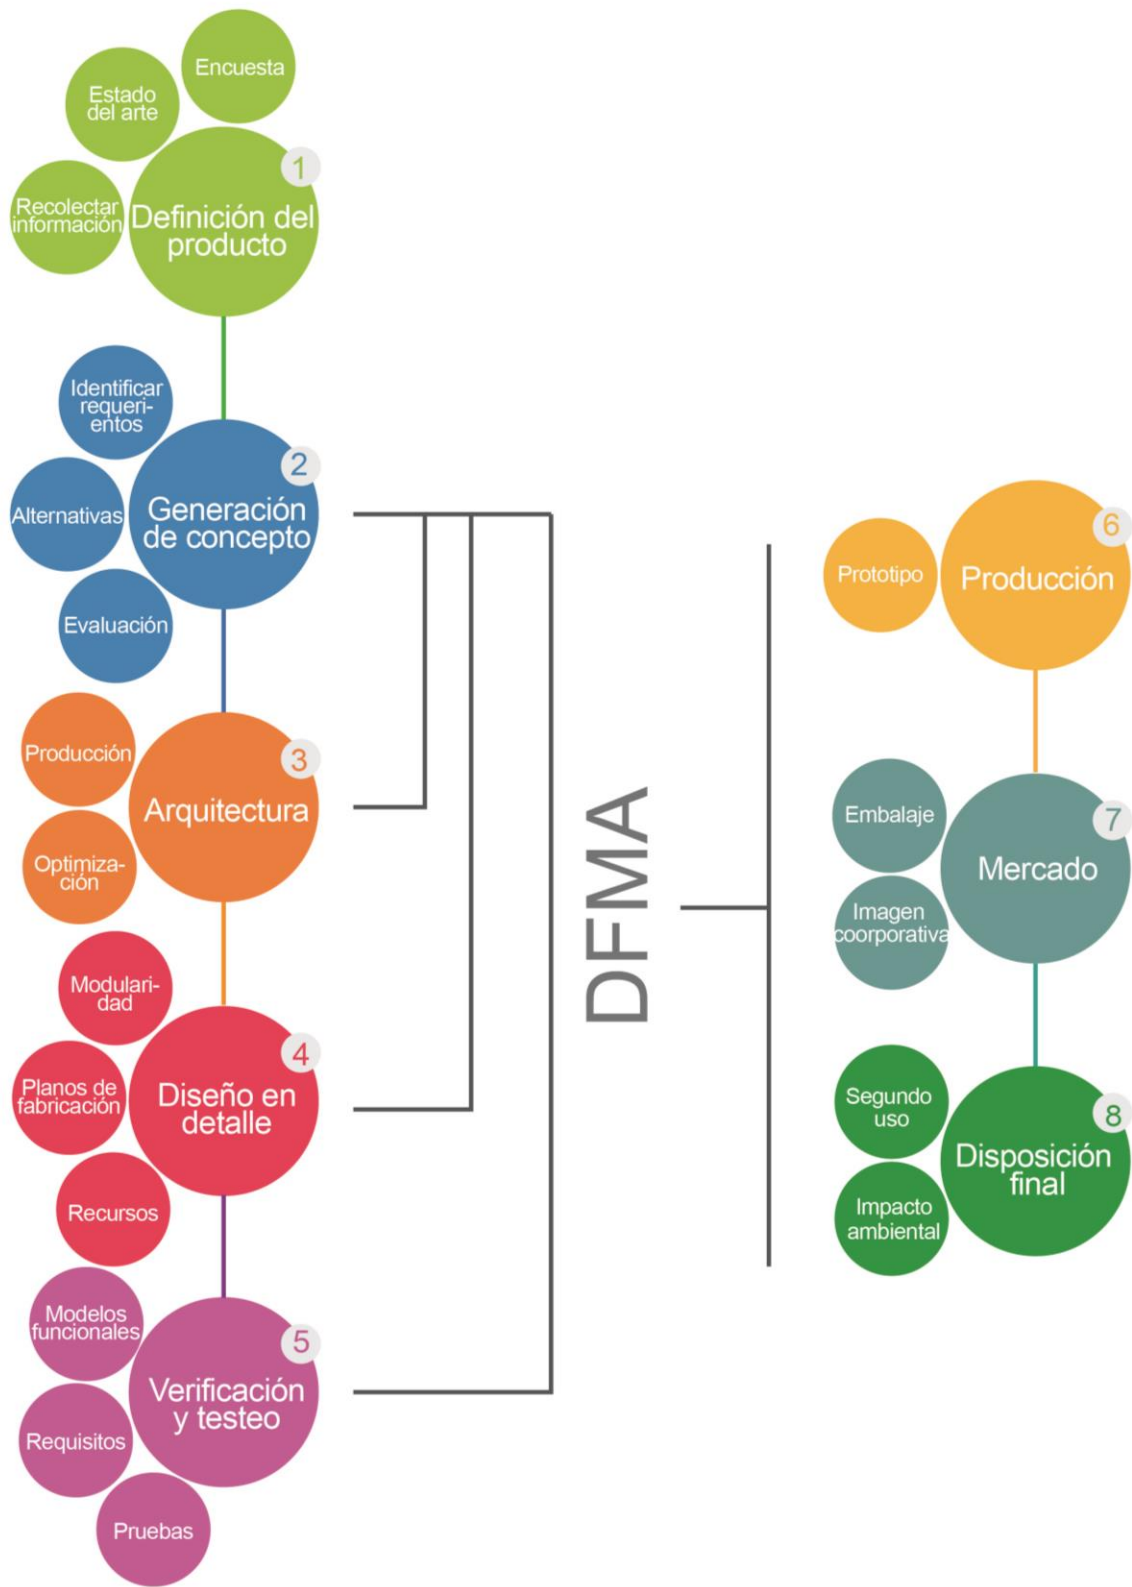 Encuesta
Estado
del arte
Recolectar
información
1
Definición del
producto
Identificar
requeri-
entos
Alternativas
Evaluación
2
Generación
de concepto
Producción
Optimiza-
ción
3
Arquitectura
Modulari-
dad
Planos de
fabricación
Recursos
4
Diseño en
detalle
Modelos
funcionales
Requisitos
Pruebas
5
Verificación
y testeo
DFMA
Prototipo
6
Producción
Embalaje
Imagen
coorporativa
7
Mercado
Segundo
uso
Impacto
ambiental
8
Disposición
final